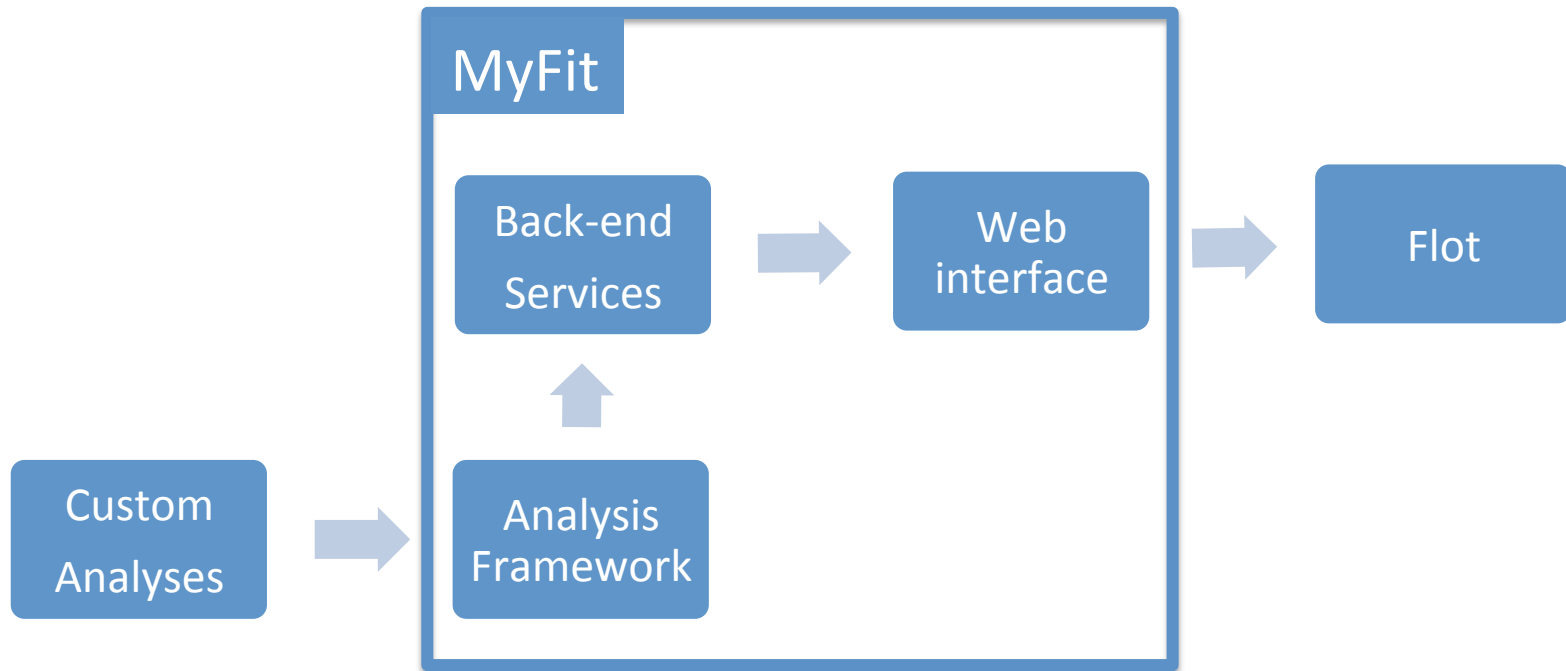 MyFit
Back-end
Services
Web
interface
Flot
Custom
Analyses
Analysis
Framework